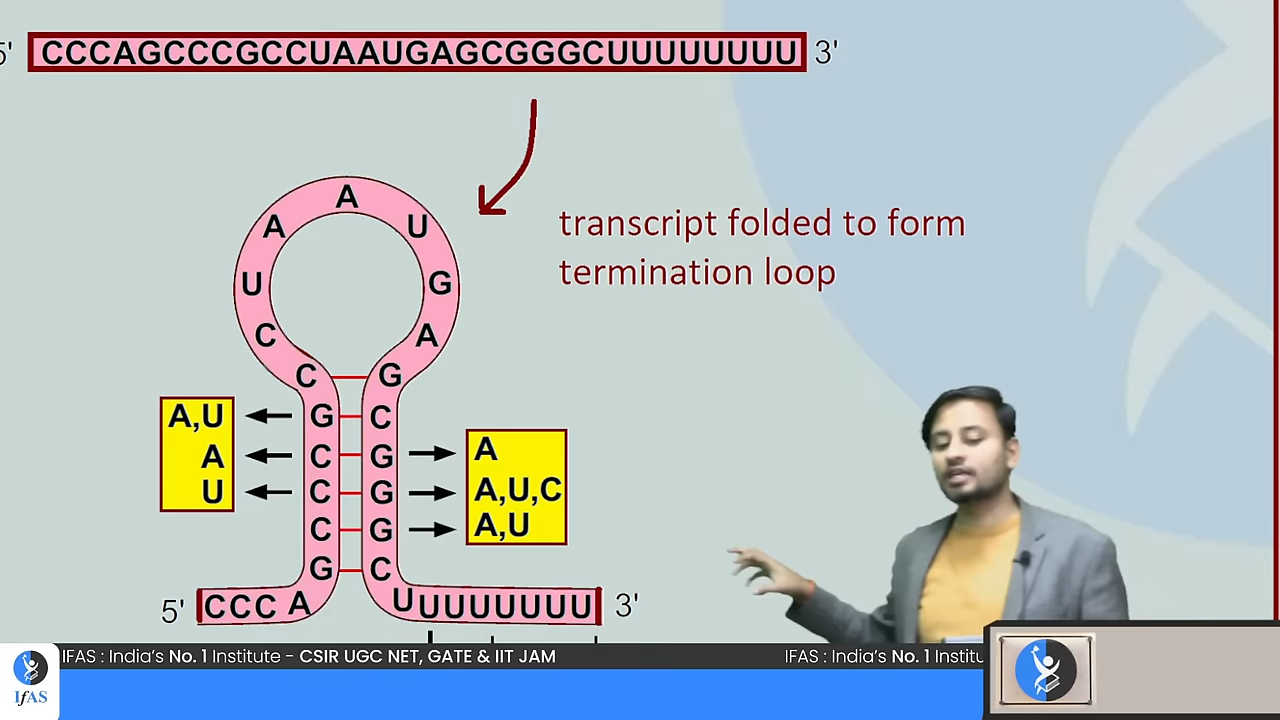 5' CCCAGCCCGCCUAAUGAGCGGGCUUUUUUUU 3'
transcript folded to form
termination loop
A
A U
U G
C A
C G
A,U G C
A C G A
U C G A,U,C
C G A,U
G C
5' CCC A U UUUUUUU 3'
IFAS : India's No. 1 Institute - CSIR UGC NET, GATE & IIT JAM
IFAS : India's No. 1 Institu
IfAS